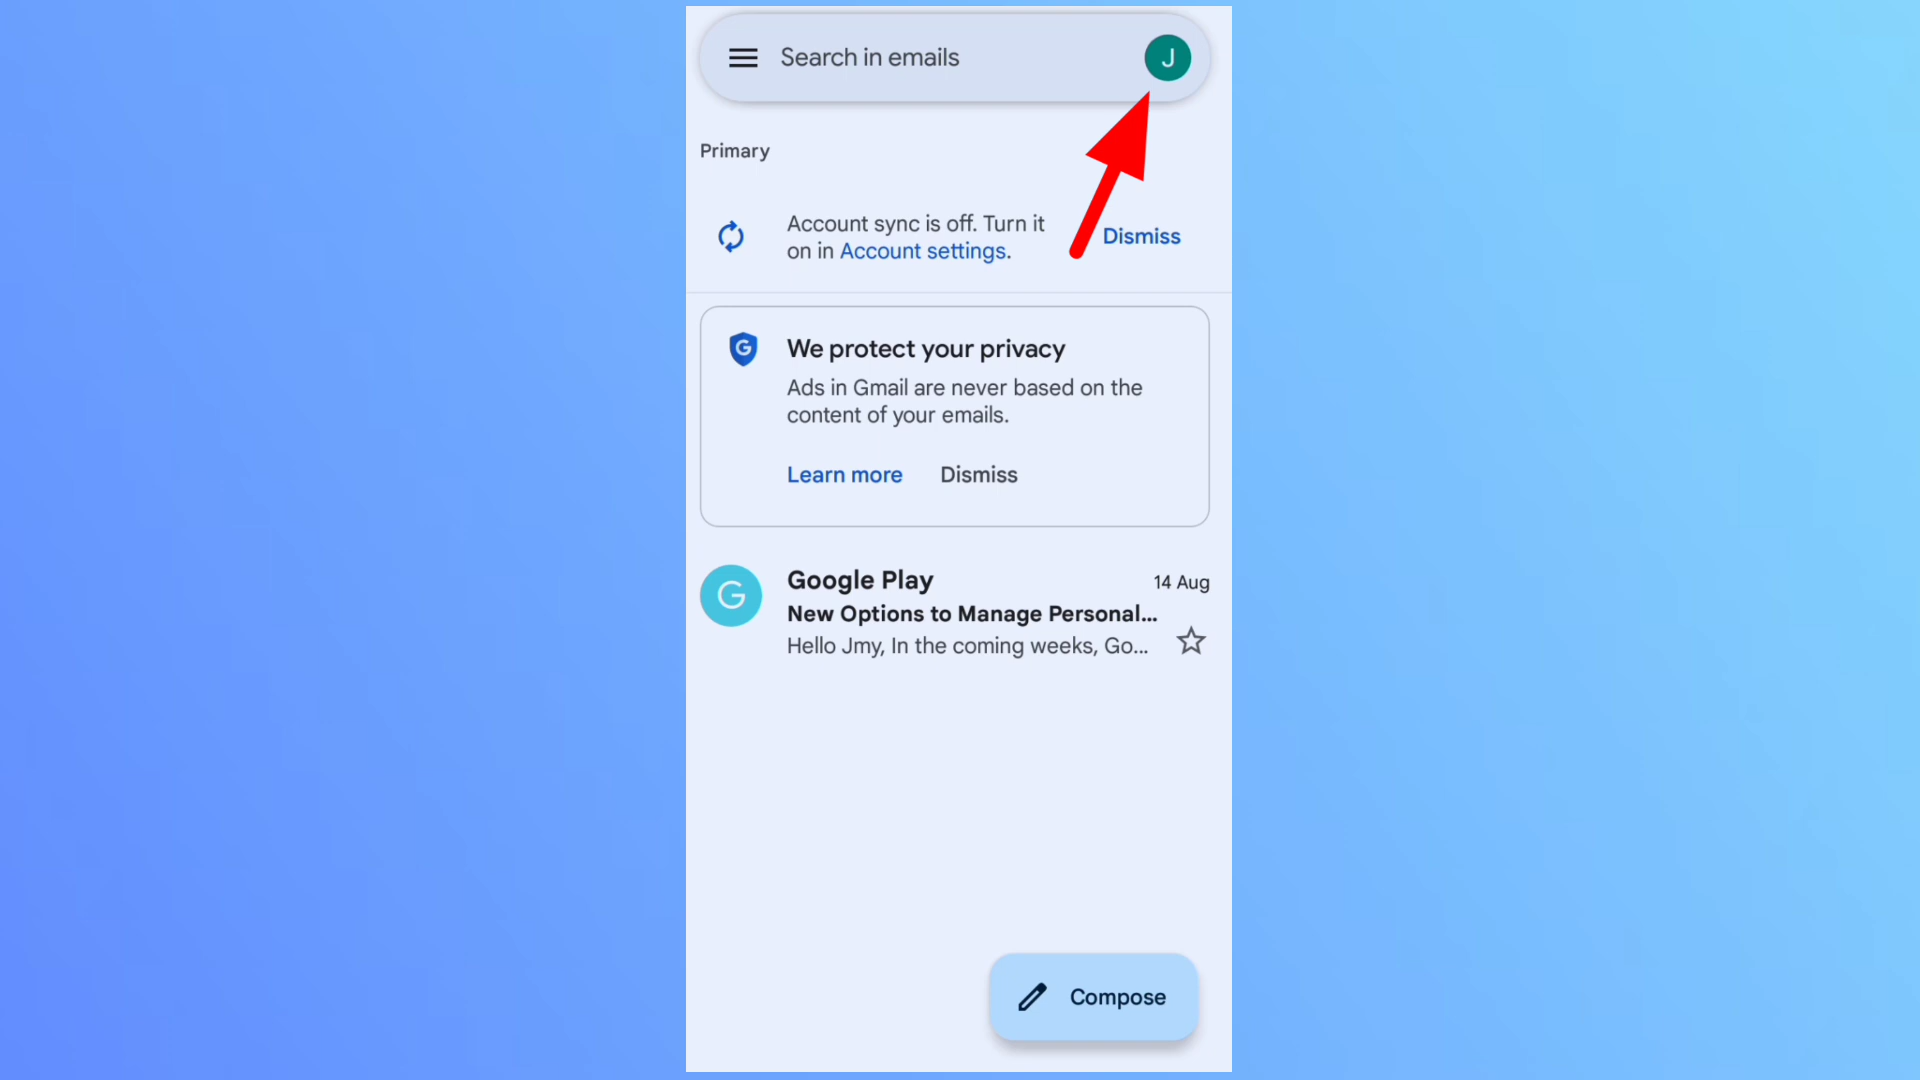 Search in emails
J
Primary
Account sync is off. Turn it
on in Account settings.
Dismiss
G
We protect your privacy
Ads in Gmail are never based on the
content of your emails.
Learn more
Dismiss
G
Google Play
14 Aug
New Options to Manage Personal...
Hello Jmy, In the coming weeks, Go...
Compose